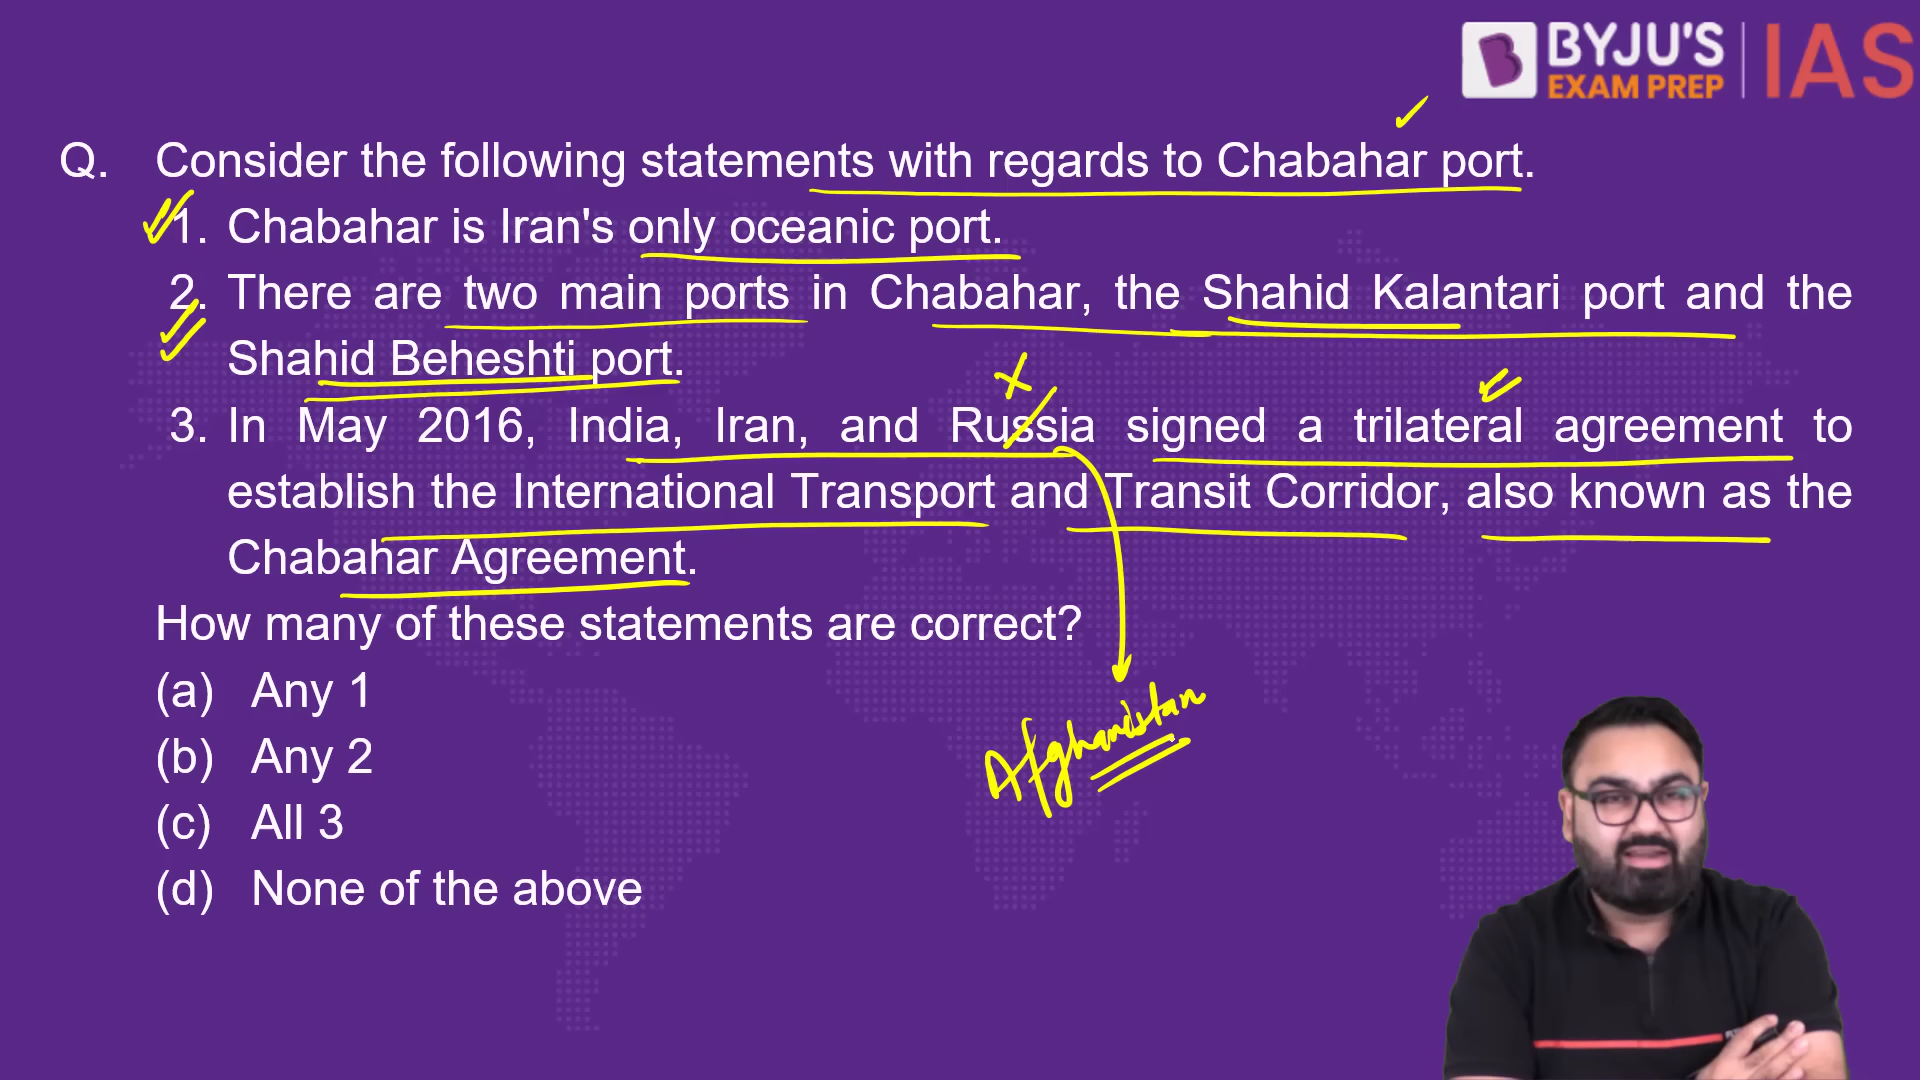 BYJU'S
EXAM PREP
IAS
Q. Consider the following statements with regards to Chabahar port.
1. Chabahar is Iran's only oceanic port.
2. There are two main ports in Chabahar, the Shahid Kalantari port and the
Shahid Beheshti port.
3. In May 2016, India, Iran, and Russia signed a trilateral agreement to
establish the International Transport and Transit Corridor, also known as the
Chabahar Agreement.
How many of these statements are correct?
(a) Any 1
Afghanistan
(b) Any 2
(c) All 3
(d) None of the above